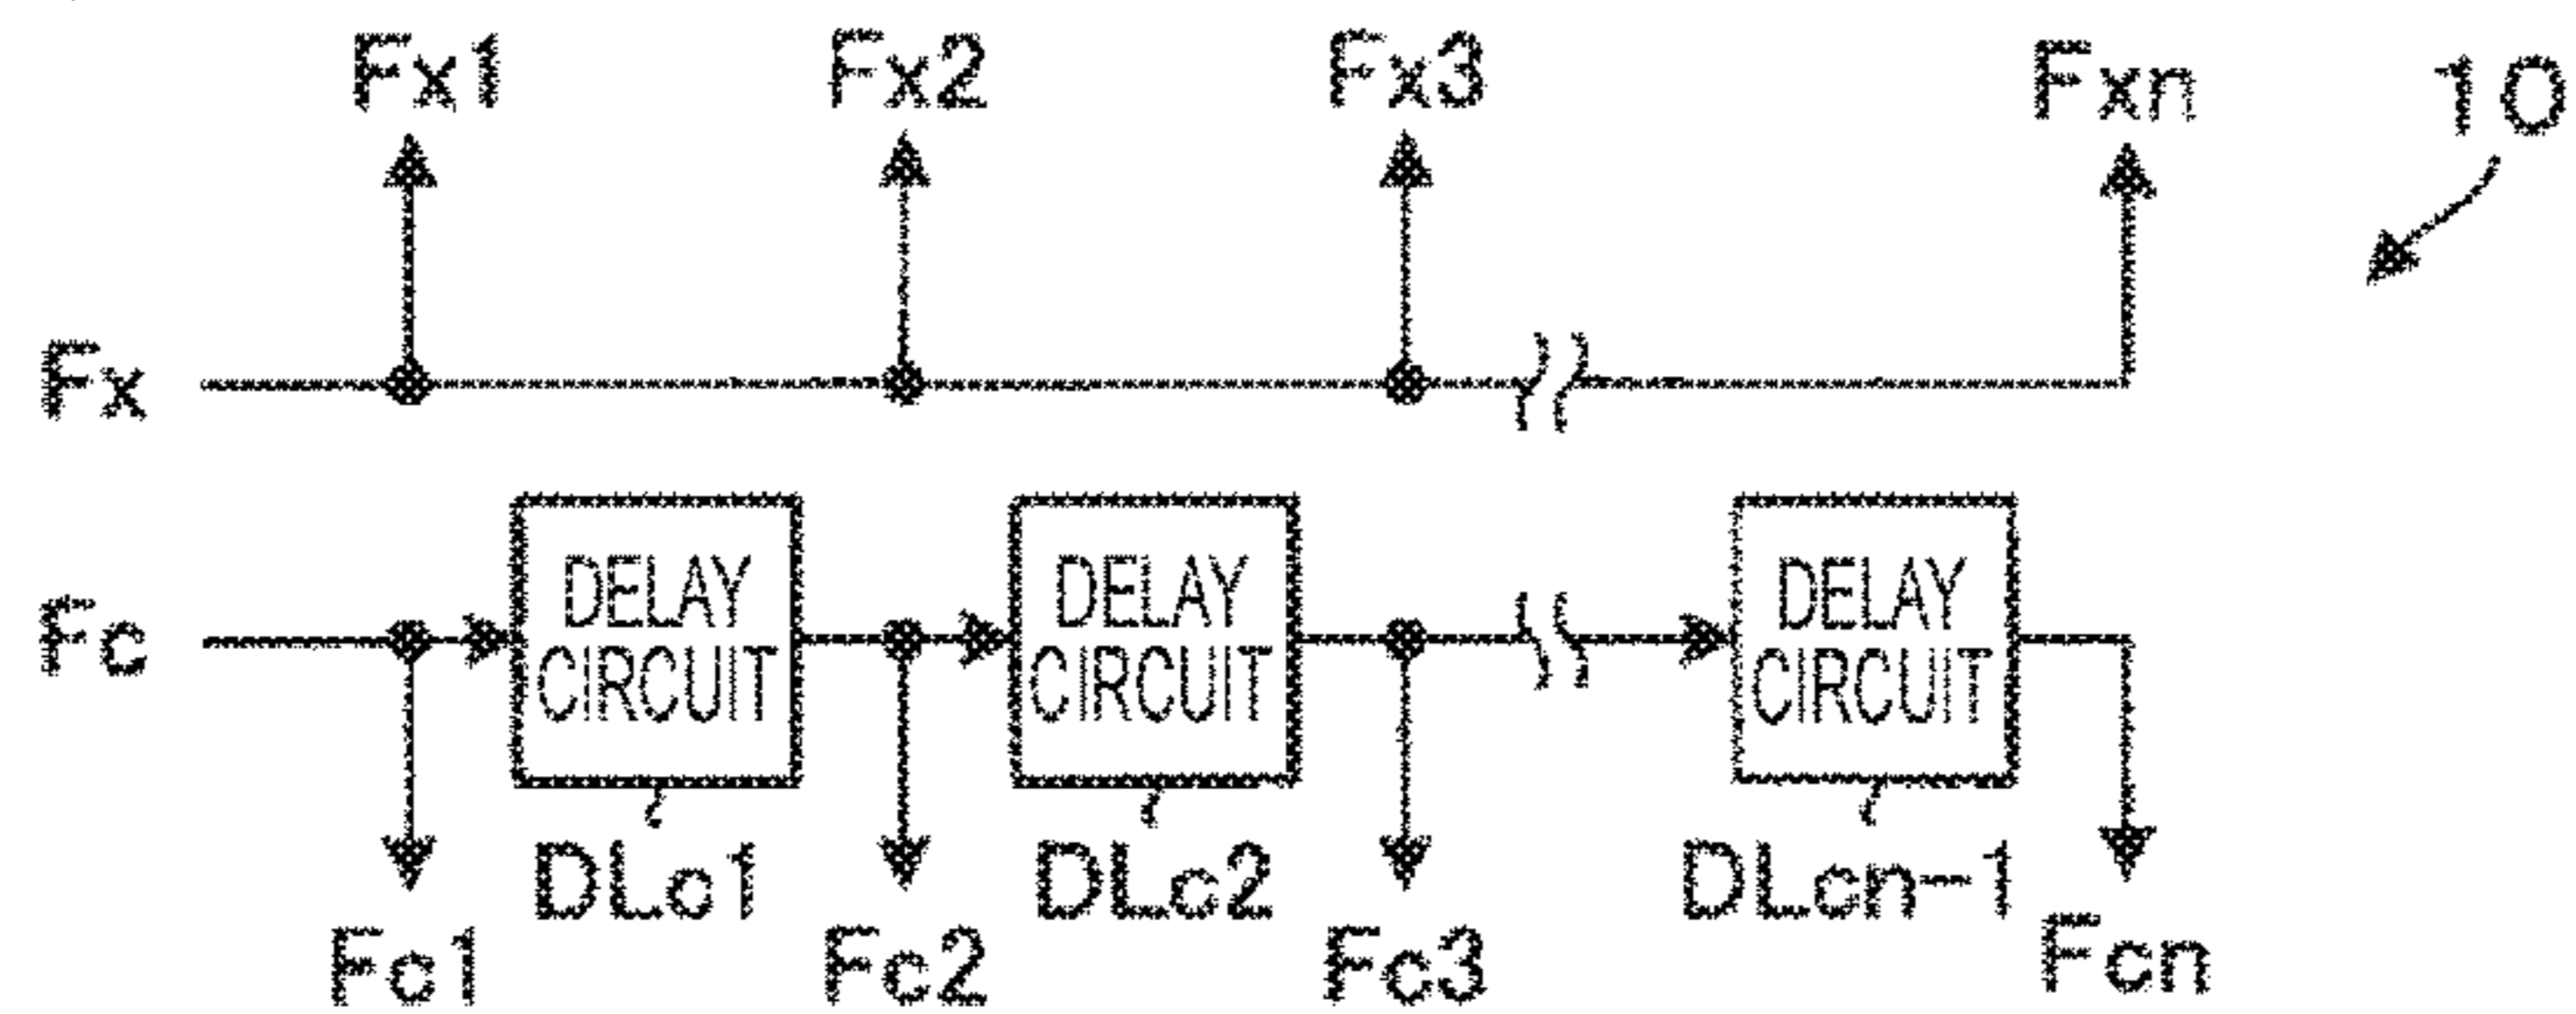 Fx1 Fx2 Fx3 Fxn 10
Fx
Fc
DELAY
CIRCUIT
DELAY
CIRCUIT
DELAY
CIRCUIT
DLc1 DLc2 DLcn-1
Fc1 Fc2 Fc3 Fcn